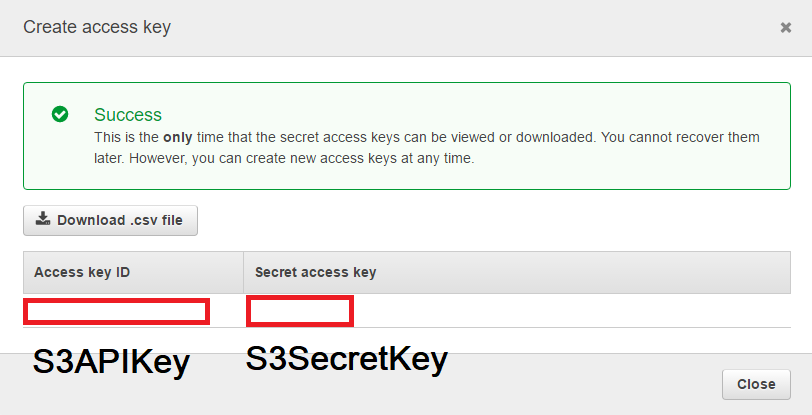 Create access key
Success
This is the only time that the secret access keys can be viewed or downloaded. You cannot recover them
later. However, you can create new access keys at any time.
Download .csv file
Access key ID
Secret access key
S3APIKey
S3SecretKey
Close